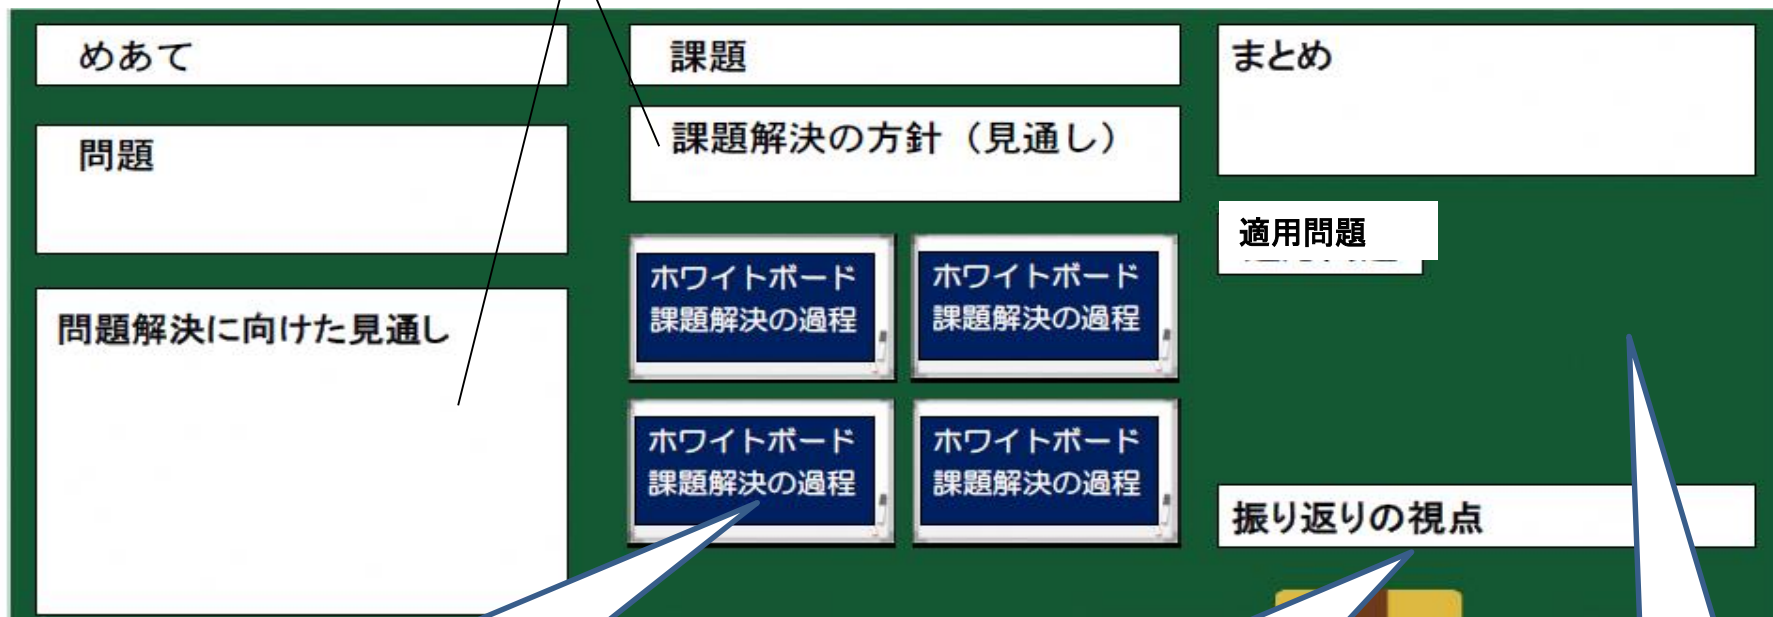 めあて
問題
問題解決に向けた見通し
課題
課題解決の方針（見通し）
ホワイトボード
課題解決の過程
ホワイトボード
課題解決の過程
ホワイトボード
課題解決の過程
ホワイトボード
課題解決の過程
まとめ
適用問題
振り返りの視点